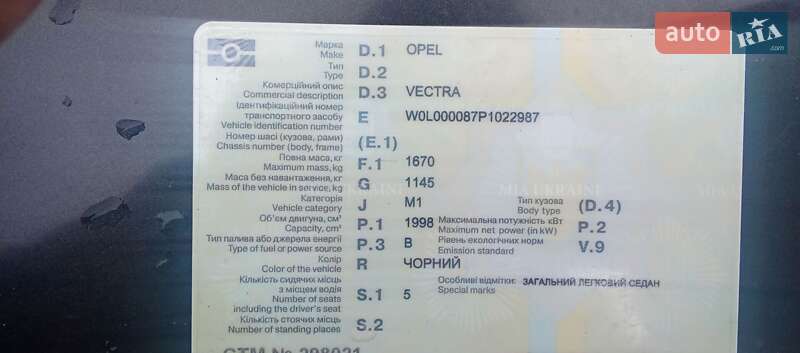 auto RIA .com
Марка
Make D.1 OPEL
Тип
Type D.2
Комерційний опис
Commercial description D.3 VECTRA
Ідентифікаційний номер
транспортного засобу
Vehicle identification number E W0L000087P1022987
Номер шасі (кузова, рами)
Chassis number (body, frame) (E.1)
Повна маса, кг
Maximum mass, kg F.1 1670
Маса без навантаження, кг
Mass of the vehicle in service, kg G 1145
MIA UKRAINE
Категорія
Vehicle category J M1
Тип кузова
Body type (D.4)
Об'єм двигуна, см³
Capacity, cm³ P.1 1998
Максимальна потужність кВт
Maximum net power (in kW) P.2
Тип палива або джерела енергії
Type of fuel or power source P.3 B
Рівень екологічних норм
Emission standard V.9
Колір
Color of the vehicle R ЧОРНИЙ
Кількість сидячих місць
з місцем водія
Number of seats
including the driver's seat S.1 5
Особливі відмітки: ЗАГАЛЬНИЙ ЛЕГКОВИЙ СЕДАН
Special marks
Кількість стоячих місць
Number of standing places S.2